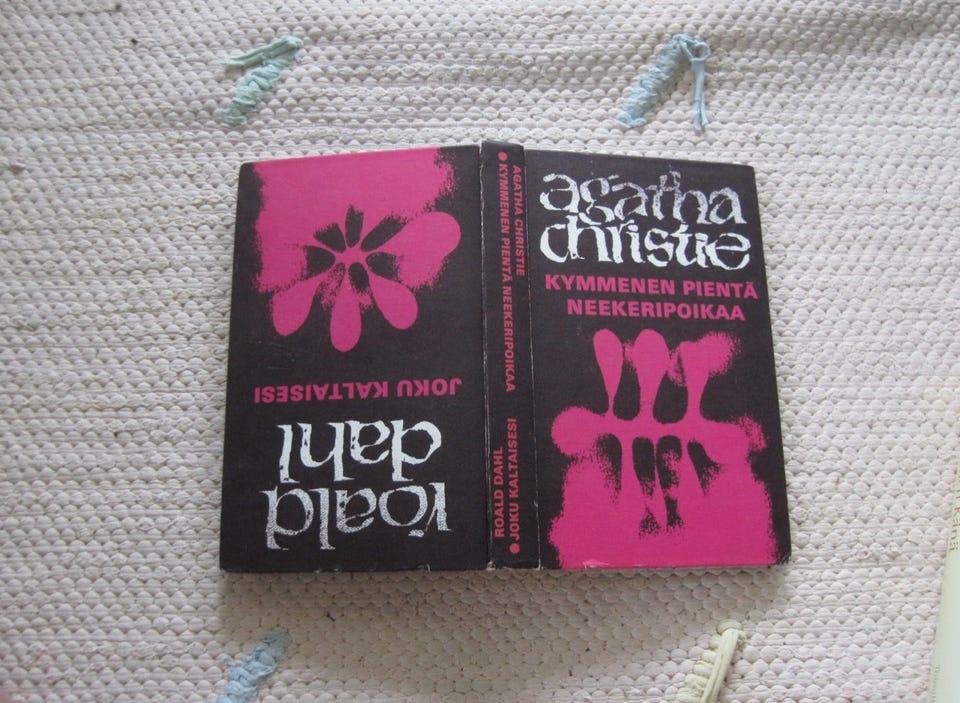 agatha
christie
KYMMENEN PIENTÄ
NEEKERIPOIKAA
AGATHA CHRISTIE
● KYMMENEN PIENTÄ NEEKERIPOIKAA
ROALD DAHL
● JOKU KALTAISESI
roald
dahl
JOKU KALTAISESI